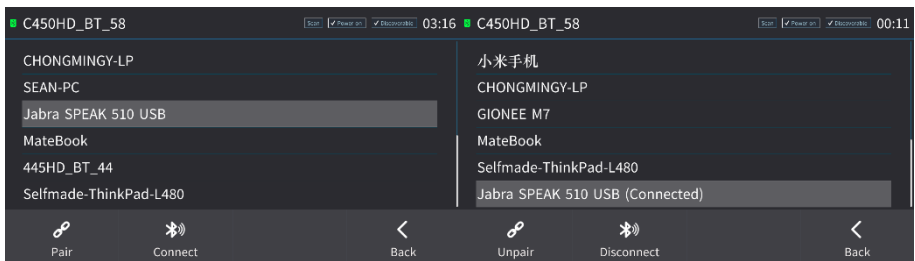 C450HD_BT_58 Scan Power on Discoverable 03:16
CHONGMINGY-LP
SEAN-PC
Jabra SPEAK 510 USB
MateBook
445HD_BT_44
Selfmade-ThinkPad-L480
Pair Connect Back
C450HD_BT_58 Scan Power on Discoverable 00:11
小米手机
CHONGMINGY-LP
GIONEE M7
MateBook
Selfmade-ThinkPad-L480
Jabra SPEAK 510 USB (Connected)
Unpair Disconnect Back